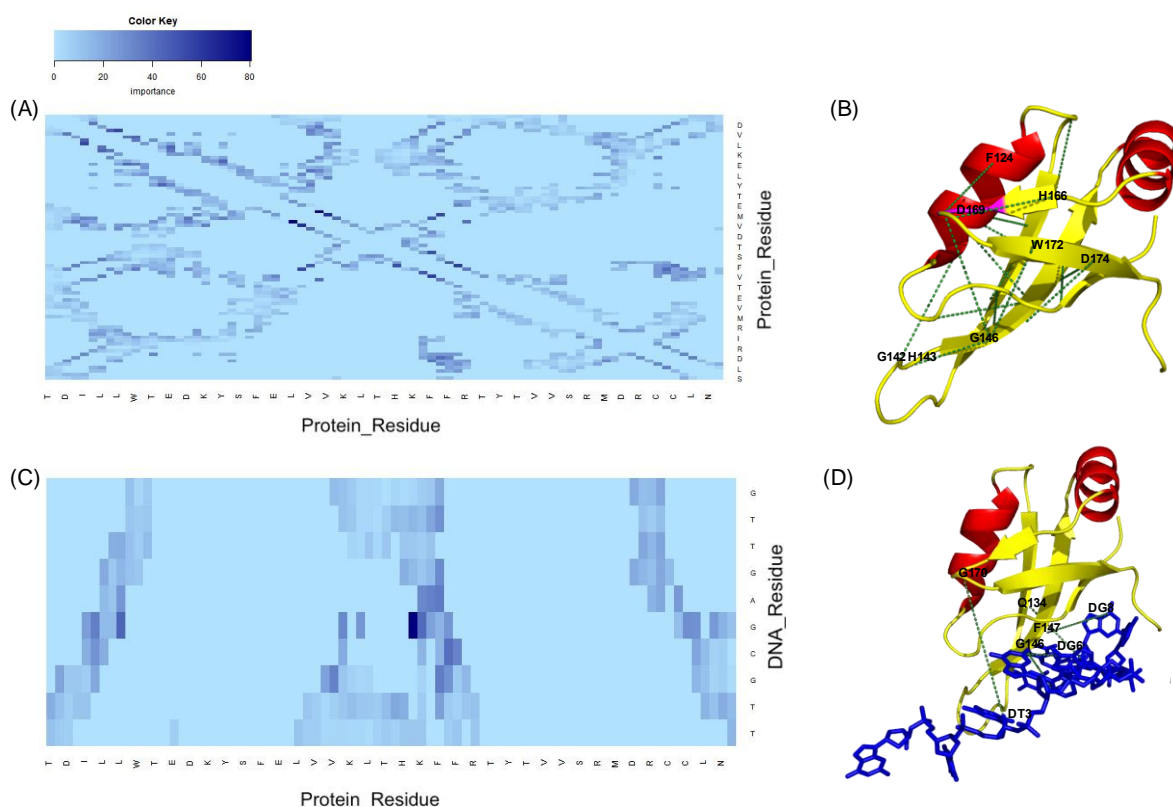 Color Key
0 20 40 60 80
importance
(A)
D
V
L
K
E
L
Y
T
E
M
V
D
T
S
F
V
T
E
V
M
R
I
R
D
L
S
Protein_Residue
T D I L L W T E D K Y S F E L V V K L T H K F F R T Y T V V S R M D R C C L N
Protein_Residue
(B)
F124
H166
D169
W172
D174
G146
G142 H143
(C)
G
T
T
G
A
G
C
G
T
T
DNA_Residue
T D I L L W T E D K Y S F E L V V K L T H K F F R T Y T V V S R M D R C C L N
Protein_Residue
(D)
G170
Q134
DG8
F147
G146 DG6
DT3